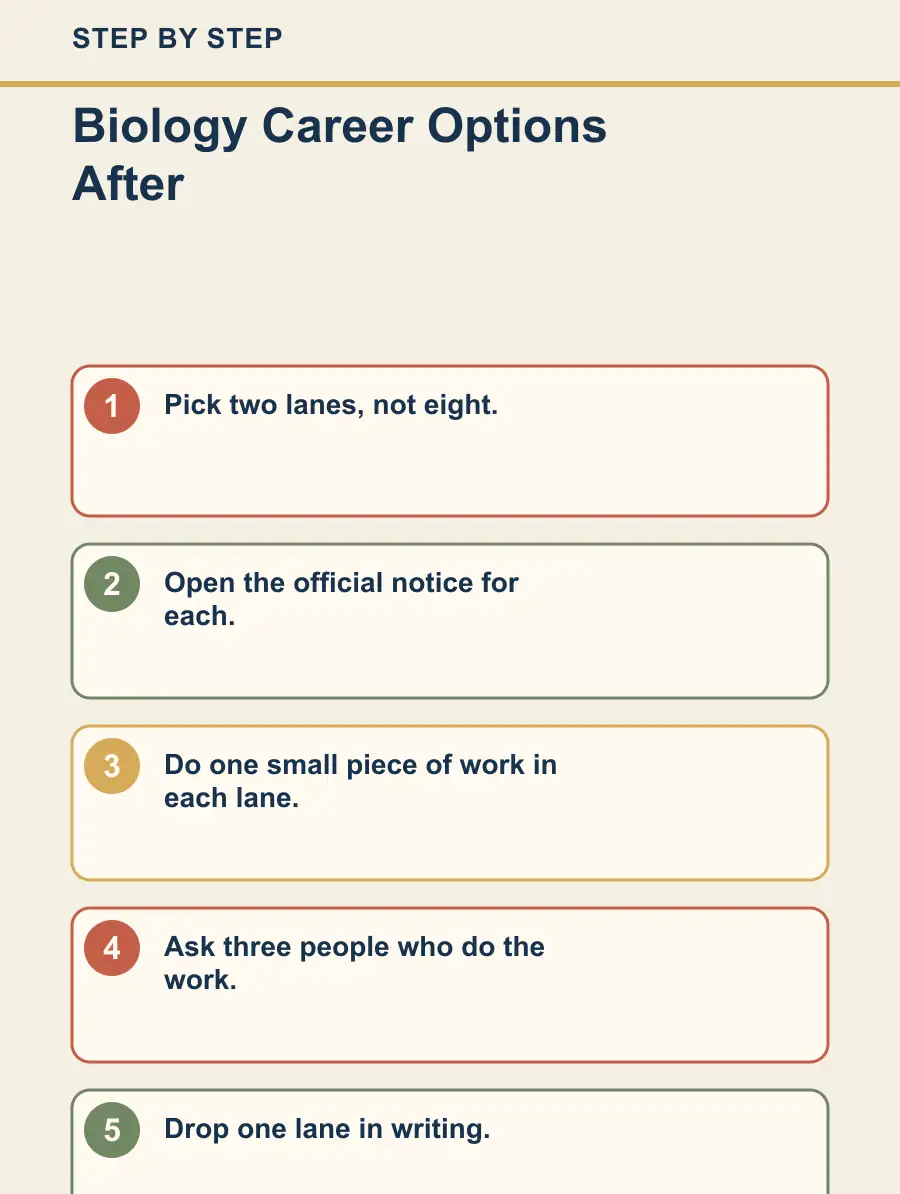 STEP BY STEP
Biology Career Options
After
1
Pick two lanes, not eight.
2
Open the official notice for
each.
3
Do one small piece of work in
each lane.
4
Ask three people who do the
work.
5
Drop one lane in writing.